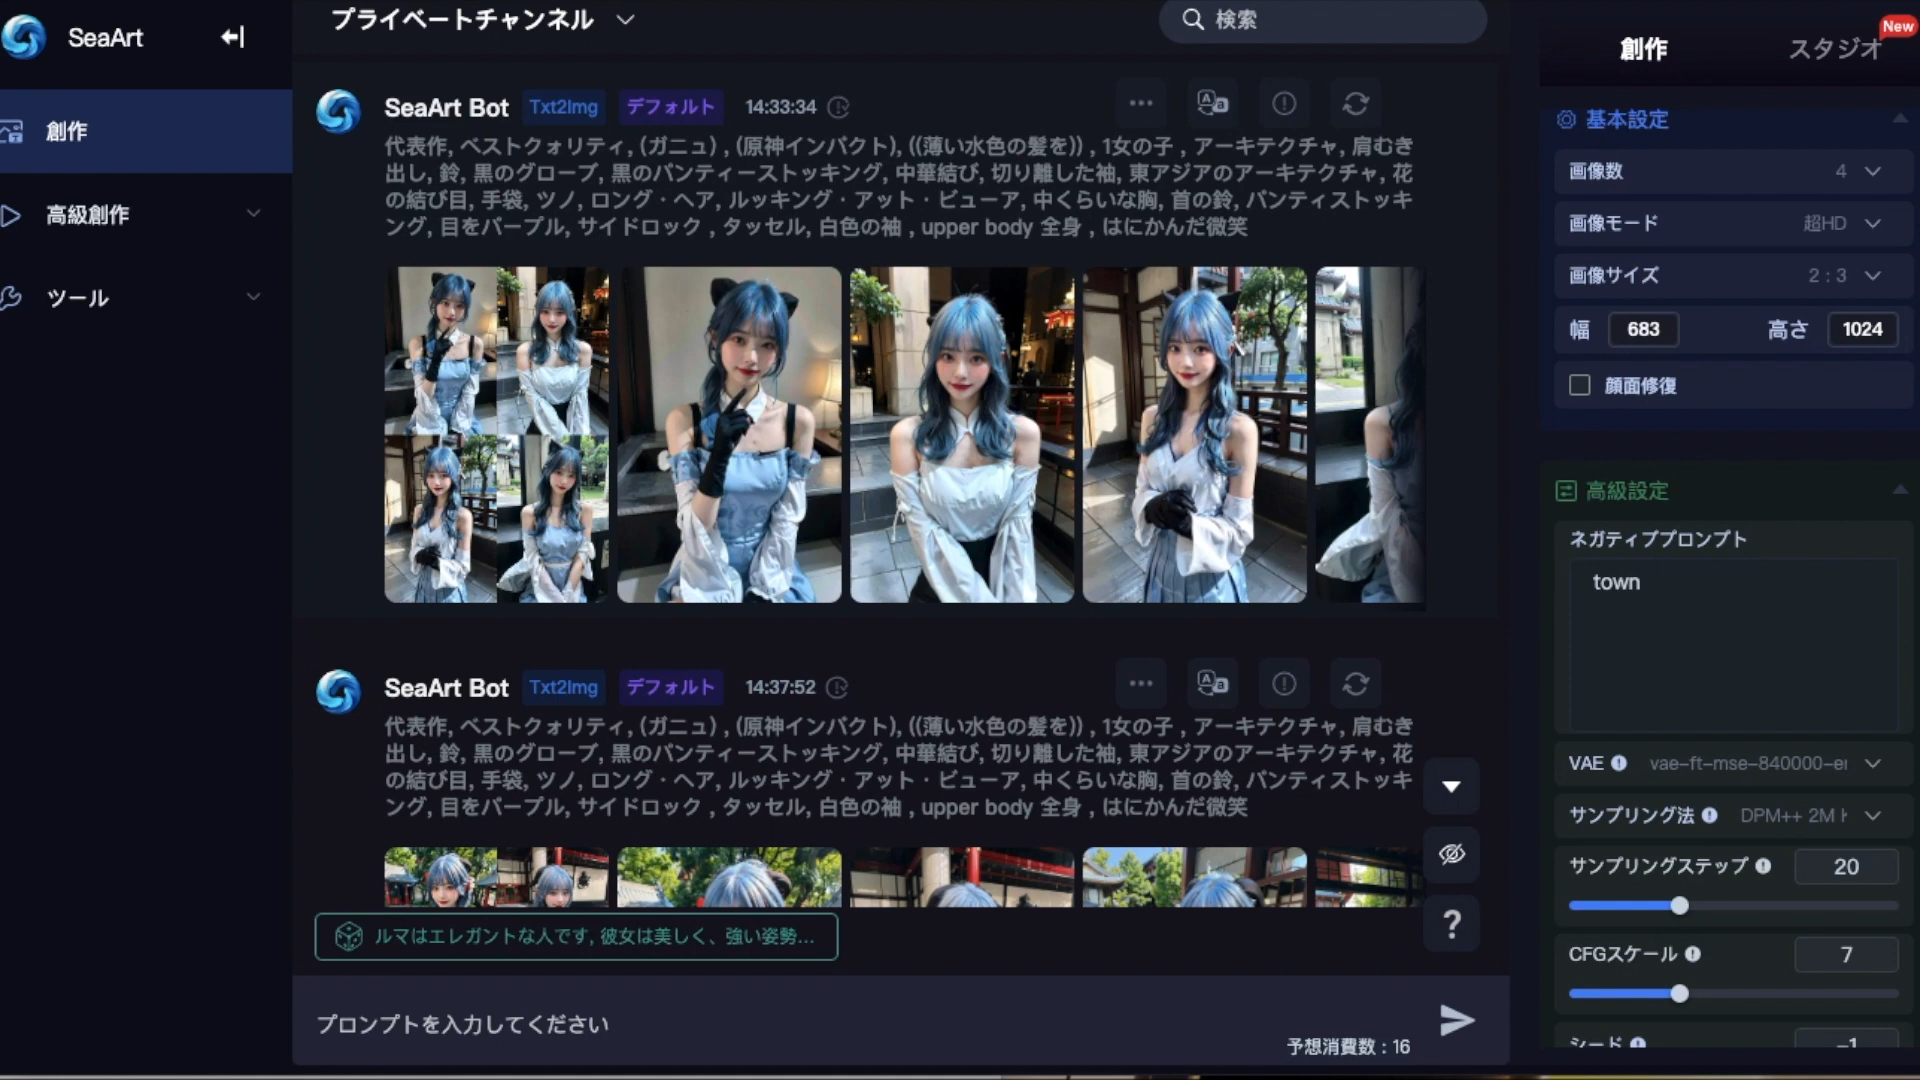 SeaArt
創作
高級創作
ツール
プライベートチャンネル
検索
SeaArt Bot Txt2Img デフォルト 14:33:34
代表作, ベストクォリティ, (ガニュ) , (原神インパクト), ((薄い水色の髪を)) , 1女の子 , アーキテクチャ, 肩むき
出し, 鈴, 黒のグローブ, 黒のパンティーストッキング, 中華結び, 切り離した袖, 東アジアのアーキテクチャ, 花
の結び目, 手袋, ツノ, ロング・ヘア, ルッキング・アット・ビューア, 中くらいな胸, 首の鈴, パンティストッキ
ング, 目をパープル, サイドロック , タッセル, 白色の袖 , upper body 全身 , はにかんだ微笑
SeaArt Bot Txt2Img デフォルト 14:37:52
代表作, ベストクォリティ, (ガニュ) , (原神インパクト), ((薄い水色の髪を)) , 1女の子 , アーキテクチャ, 肩むき
出し, 鈴, 黒のグローブ, 黒のパンティーストッキング, 中華結び, 切り離した袖, 東アジアのアーキテクチャ, 花
の結び目, 手袋, ツノ, ロング・ヘア, ルッキング・アット・ビューア, 中くらいな胸, 首の鈴, パンティストッキ
ング, 目をパープル, サイドロック , タッセル, 白色の袖 , upper body 全身 , はにかんだ微笑
ルマはエレガントな人です, 彼女は美しく、強い姿勢...
プロンプトを入力してください
予想消費数 : 16
創作
スタジオ
New
基本設定
画像数 4
画像モード 超HD
画像サイズ 2 : 3
幅 683 高さ 1024
顔面修復
高級設定
ネガティブプロンプト
town
VAE vae-ft-mse-840000-e
サンプリング法 DPM++ 2M
サンプリングステップ 20
CFGスケール 7
シード -1